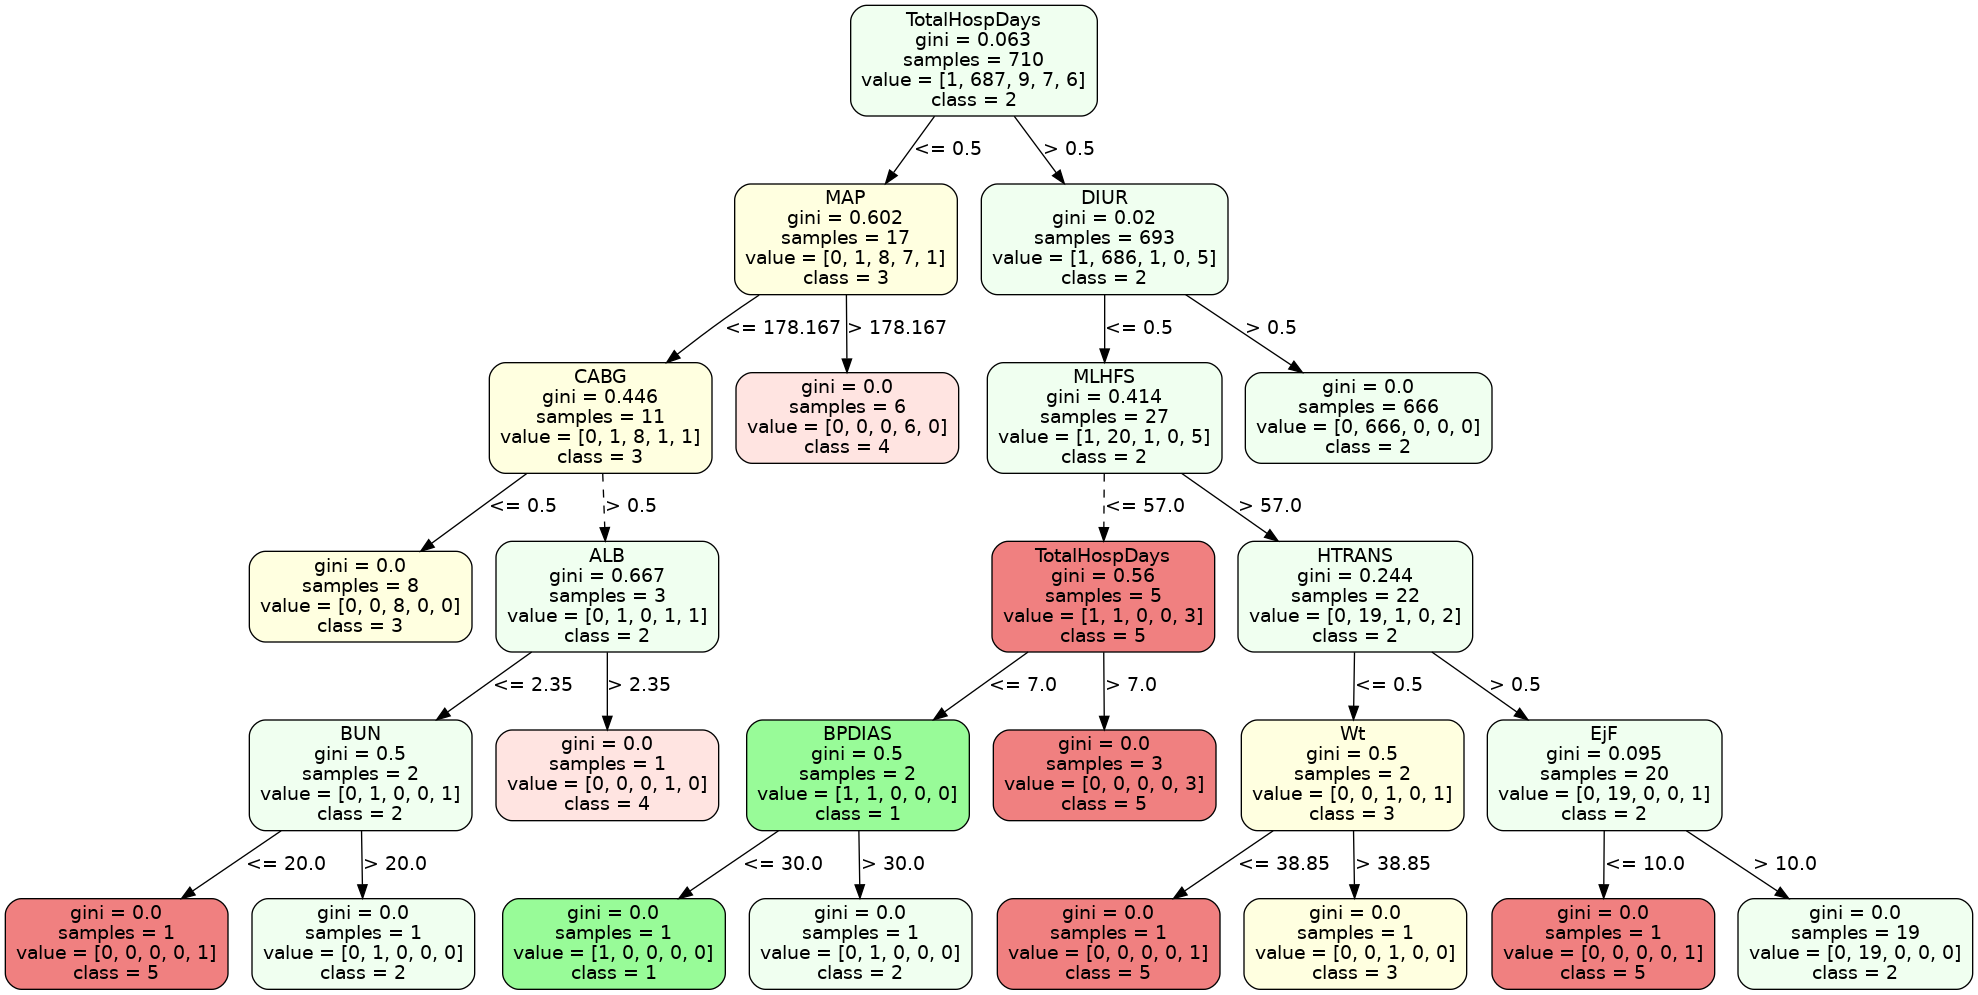 TotalHospDays
gini = 0.063
samples = 710
value = [1, 687, 9, 7, 6]
class = 2
<= 0.5
> 0.5
MAP
gini = 0.602
samples = 17
value = [0, 1, 8, 7, 1]
class = 3
DIUR
gini = 0.02
samples = 693
value = [1, 686, 1, 0, 5]
class = 2
<= 178.167
> 178.167
<= 0.5
> 0.5
CABG
gini = 0.446
samples = 11
value = [0, 1, 8, 1, 1]
class = 3
gini = 0.0
samples = 6
value = [0, 0, 0, 6, 0]
class = 4
MLHFS
gini = 0.414
samples = 27
value = [1, 20, 1, 0, 5]
class = 2
gini = 0.0
samples = 666
value = [0, 666, 0, 0, 0]
class = 2
<= 0.5
> 0.5
<= 57.0
> 57.0
gini = 0.0
samples = 8
value = [0, 0, 8, 0, 0]
class = 3
ALB
gini = 0.667
samples = 3
value = [0, 1, 0, 1, 1]
class = 2
TotalHospDays
gini = 0.56
samples = 5
value = [1, 1, 0, 0, 3]
class = 5
HTRANS
gini = 0.244
samples = 22
value = [0, 19, 1, 0, 2]
class = 2
<= 2.35
> 2.35
<= 7.0
> 7.0
<= 0.5
> 0.5
BUN
gini = 0.5
samples = 2
value = [0, 1, 0, 0, 1]
class = 2
gini = 0.0
samples = 1
value = [0, 0, 0, 1, 0]
class = 4
BPDIAS
gini = 0.5
samples = 2
value = [1, 1, 0, 0, 0]
class = 1
gini = 0.0
samples = 3
value = [0, 0, 0, 0, 3]
class = 5
Wt
gini = 0.5
samples = 2
value = [0, 0, 1, 0, 1]
class = 3
EjF
gini = 0.095
samples = 20
value = [0, 19, 0, 0, 1]
class = 2
<= 20.0
> 20.0
<= 30.0
> 30.0
<= 38.85
> 38.85
<= 10.0
> 10.0
gini = 0.0
samples = 1
value = [0, 0, 0, 0, 1]
class = 5
gini = 0.0
samples = 1
value = [0, 1, 0, 0, 0]
class = 2
gini = 0.0
samples = 1
value = [1, 0, 0, 0, 0]
class = 1
gini = 0.0
samples = 1
value = [0, 1, 0, 0, 0]
class = 2
gini = 0.0
samples = 1
value = [0, 0, 0, 0, 1]
class = 5
gini = 0.0
samples = 1
value = [0, 0, 1, 0, 0]
class = 3
gini = 0.0
samples = 1
value = [0, 0, 0, 0, 1]
class = 5
gini = 0.0
samples = 19
value = [0, 19, 0, 0, 0]
class = 2